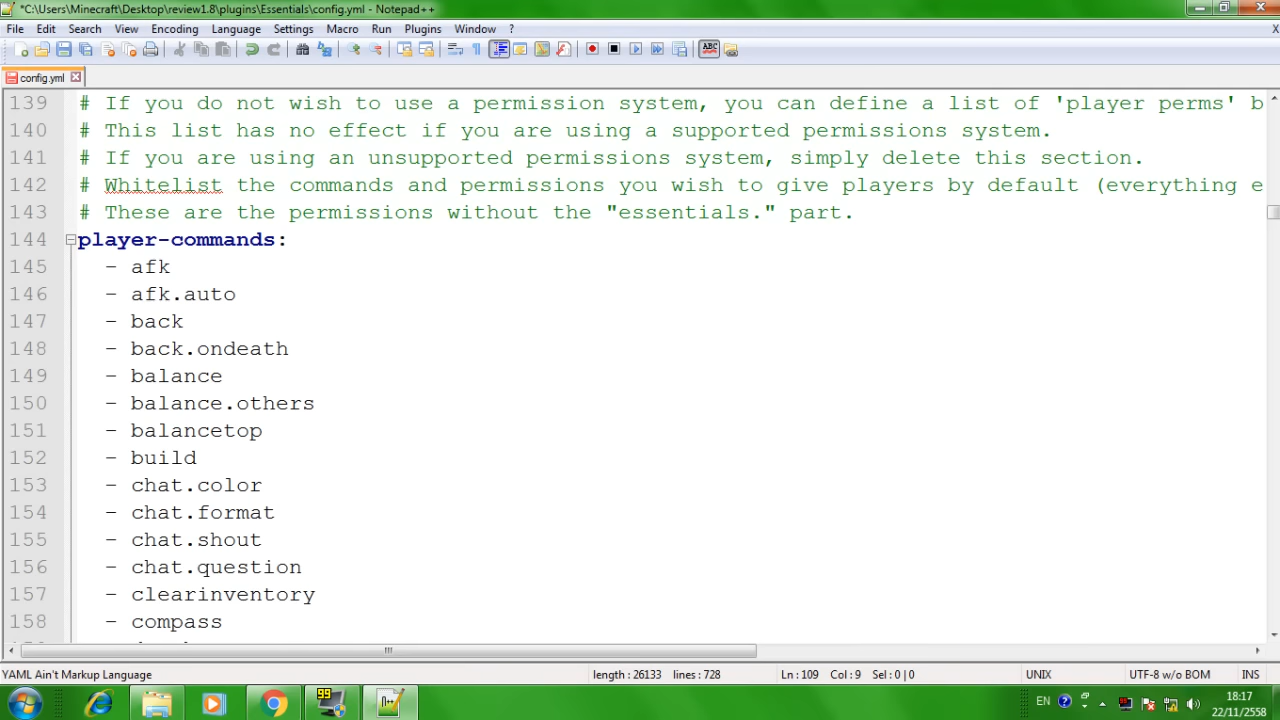 *C:\Users\Minecraft\Desktop\review1.8\plugins\Essentials\config.yml - Notepad++
File Edit Search View Encoding Language Settings Macro Run Plugins Window ? X
config.yml
139 # If you do not wish to use a permission system, you can define a list of 'player perms' b
140 # This list has no effect if you are using a supported permissions system.
141 # If you are using an unsupported permissions system, simply delete this section.
142 # Whitelist the commands and permissions you wish to give players by default (everything e
143 # These are the permissions without the "essentials." part.
144 player-commands:
145 - afk
146 - afk.auto
147 - back
148 - back.ondeath
149 - balance
150 - balance.others
151 - balancetop
152 - build
153 - chat.color
154 - chat.format
155 - chat.shout
156 - chat.question
157 - clearinventory
158 - compass
YAML Ain't Markup Language length : 26133 lines : 728 Ln : 109 Col : 9 Sel : 0 | 0 UNIX UTF-8 w/o BOM INS
EN 18:17
22/11/2558